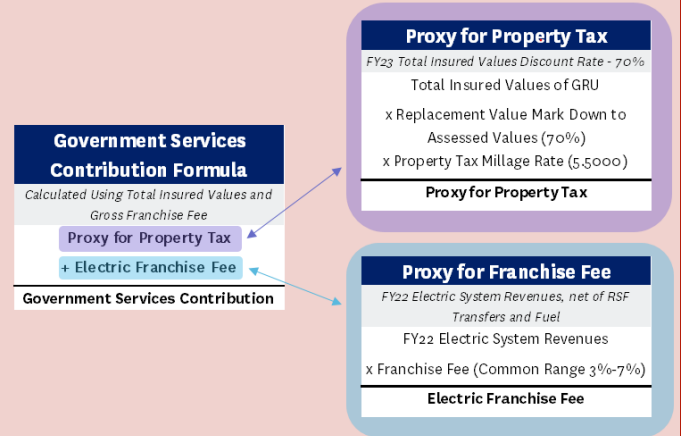 Government Services
Contribution Formula
Calculated Using Total Insured Values and
Gross Franchise Fee
Proxy for Property Tax
+ Electric Franchise Fee
Government Services Contribution
Proxy for Property Tax
FY23 Total Insured Values Discount Rate - 70%
Total Insured Values of GRU
x Replacement Value Mark Down to
Assessed Values (70%)
x Property Tax Millage Rate (5.5000)
Proxy for Property Tax
Proxy for Franchise Fee
FY22 Electric System Revenues, net of RSF
Transfers and Fuel
FY22 Electric System Revenues
x Franchise Fee (Common Range 3%-7%)
Electric Franchise Fee